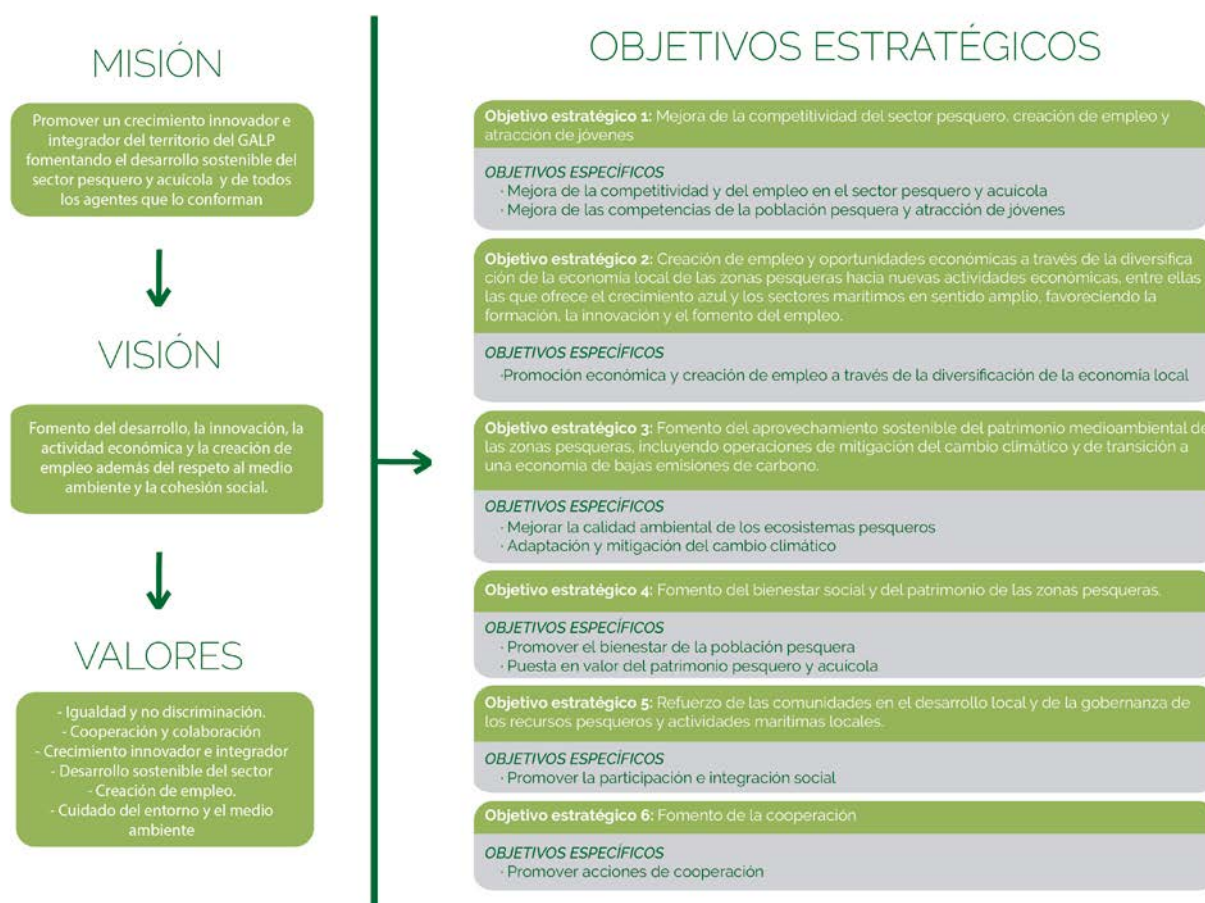 MISIÓN
Promover un crecimiento innovador e
integrador del territorio del GALP
fomentando el desarrollo sostenible del
sector pesquero y acuícola y de todos
los agentes que lo conforman
VISIÓN
Fomento del desarrollo, la innovación, la
actividad económica y la creación de
empleo además del respeto al medio
ambiente y la cohesión social.
VALORES
- Igualdad y no discriminación.
- Cooperación y colaboración
- Crecimiento innovador e integrador
- Desarrollo sostenible del sector
- Creación de empleo.
- Cuidado del entorno y el medio
ambiente
OBJETIVOS ESTRATÉGICOS
Objetivo estratégico 1: Mejora de la competitividad del sector pesquero, creación de empleo y
atracción de jóvenes
OBJETIVOS ESPECÍFICOS
· Mejora de la competitividad y del empleo en el sector pesquero y acuícola
· Mejora de las competencias de la población pesquera y atracción de jóvenes
Objetivo estratégico 2: Creación de empleo y oportunidades económicas a través de la diversifica
ción de la economía local de las zonas pesqueras hacia nuevas actividades económicas, entre ellas
las que ofrece el crecimiento azul y los sectores marítimos en sentido amplio, favoreciendo la
formación, la innovación y el fomento del empleo.
OBJETIVOS ESPECÍFICOS
·Promoción económica y creación de empleo a través de la diversificación de la economía local
Objetivo estratégico 3: Fomento del aprovechamiento sostenible del patrimonio medioambiental de
las zonas pesqueras, incluyendo operaciones de mitigación del cambio climático y de transición a
una economía de bajas emisiones de carbono.
OBJETIVOS ESPECÍFICOS
· Mejorar la calidad ambiental de los ecosistemas pesqueros
· Adaptación y mitigación del cambio climático
Objetivo estratégico 4: Fomento del bienestar social y del patrimonio de las zonas pesqueras.
OBJETIVOS ESPECÍFICOS
· Promover el bienestar de la población pesquera
· Puesta en valor del patrimonio pesquero y acuícola
Objetivo estratégico 5: Refuerzo de las comunidades en el desarrollo local y de la gobernanza de
los recursos pesqueros y actividades marítimas locales.
OBJETIVOS ESPECÍFICOS
· Promover la participación e integración social
Objetivo estratégico 6: Fomento de la cooperación
OBJETIVOS ESPECÍFICOS
· Promover acciones de cooperación